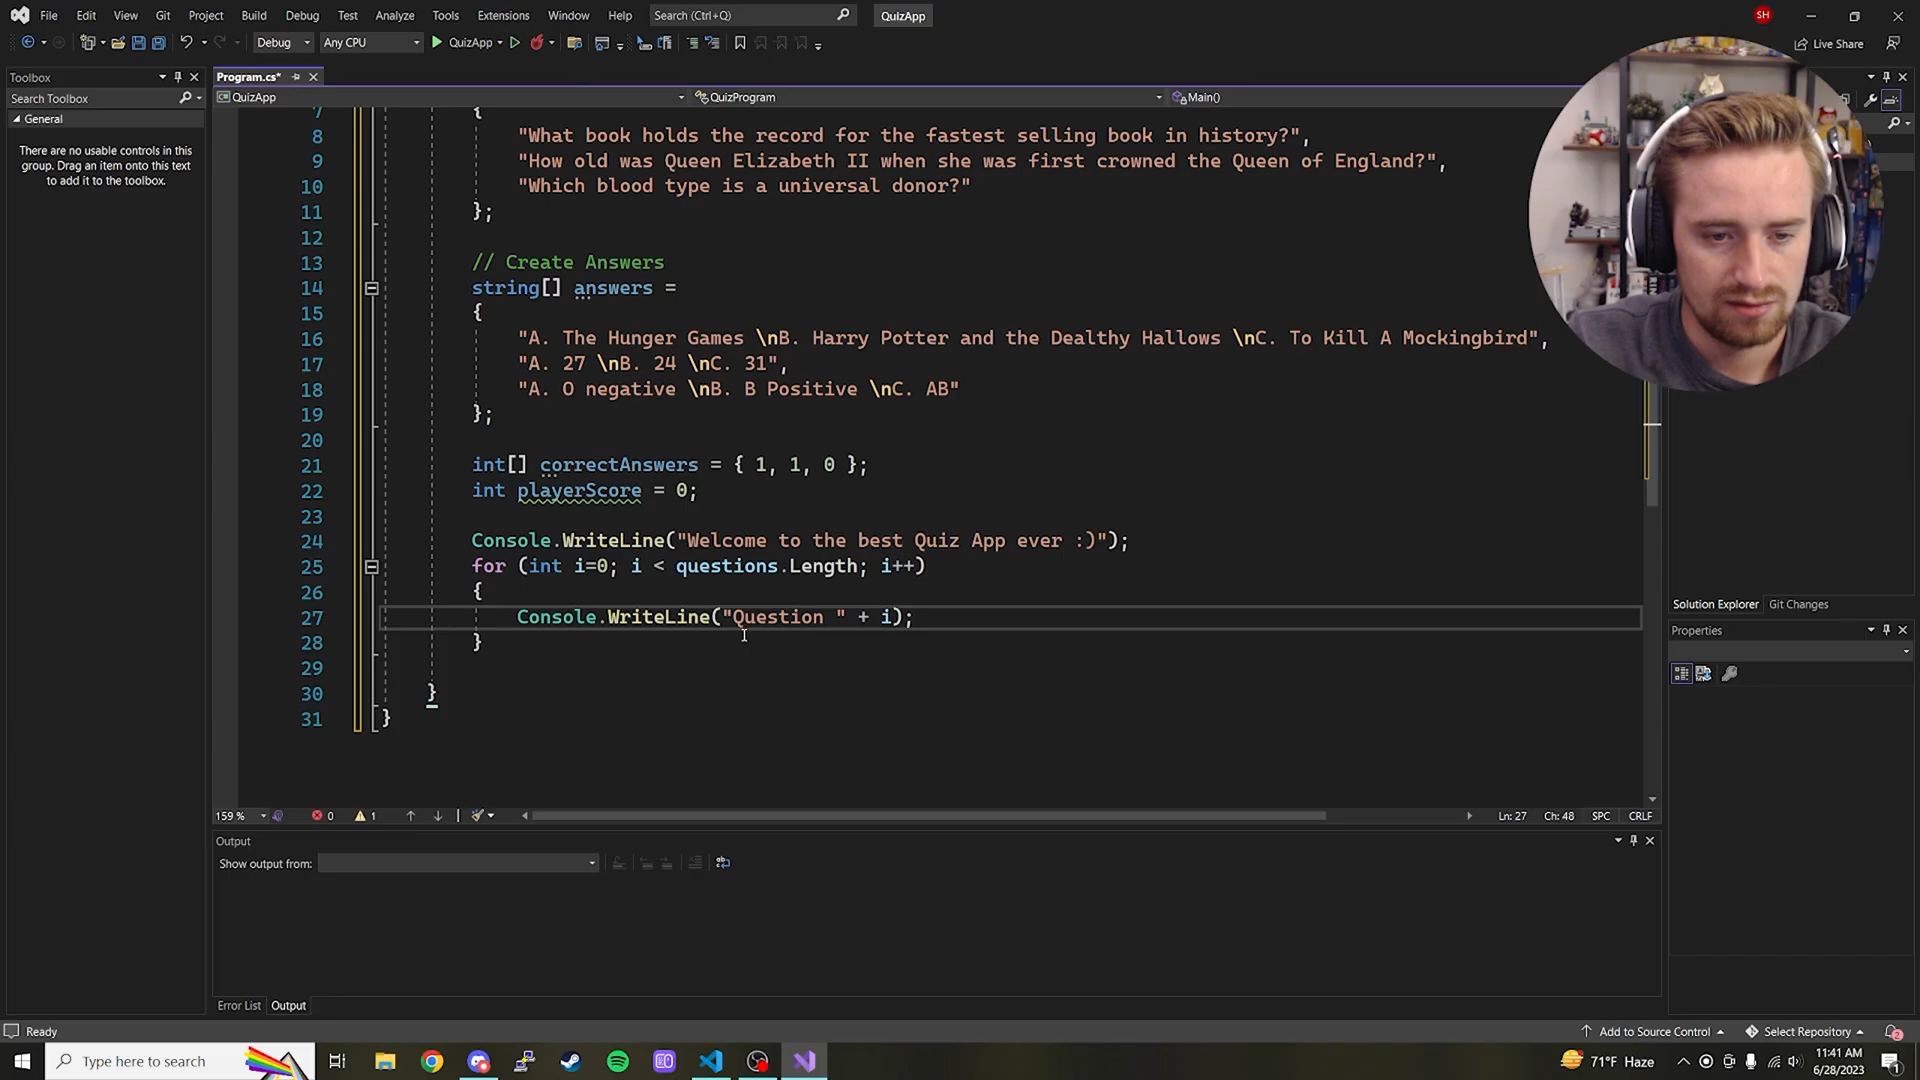 File Edit View Git Project Build Debug Test Analyze Tools Extensions Window Help Search (Ctrl+Q) QuizApp SH
Debug Any CPU QuizApp Live Share
Toolbox
Search Toolbox
General
There are no usable controls in this
group. Drag an item onto this text
to add it to the toolbox.
Program.cs*
QuizApp QuizProgram Main()
7 {
8 "What book holds the record for the fastest selling book in history?",
9 "How old was Queen Elizabeth II when she was first crowned the Queen of England?",
10 "Which blood type is a universal donor?"
11 };
12
13 // Create Answers
14 string[] answers =
15 {
16 "A. The Hunger Games \nB. Harry Potter and the Dealthy Hallows \nC. To Kill A Mockingbird",
17 "A. 27 \nB. 24 \nC. 31",
18 "A. O negative \nB. B Positive \nC. AB"
19 };
20
21 int[] correctAnswers = { 1, 1, 0 };
22 int playerScore = 0;
23
24 Console.WriteLine("Welcome to the best Quiz App ever :)");
25 for (int i=0; i < questions.Length; i++)
26 {
27 Console.WriteLine("Question " + i);
28 }
29
30 }
31 }
159 % 0 1 Ln: 27 Ch: 48 SPC CRLF
Output
Show output from:
Error List Output
Solution Explorer Git Changes
Properties
Ready Add to Source Control Select Repository 2
Type here to search 71°F Haze 11:41 AM
6/28/2023 1